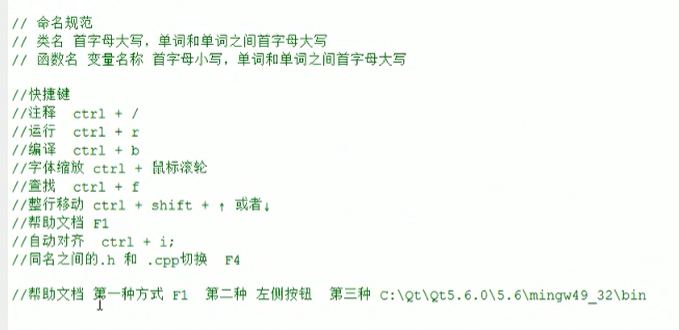 // 命名规范
// 类名 首字母大写，单词和单词之间首字母大写
// 函数名 变量名称 首字母小写，单词和单词之间首字母大写
//快捷键
//注释 ctrl + /
//运行 ctrl + r
//编译 ctrl + b
//字体缩放 ctrl + 鼠标滚轮
//查找 ctrl + f
//整行移动 ctrl + shift + ↑ 或者↓
//帮助文档 F1
//自动对齐 ctrl + i;
//同名之间的.h 和 .cpp切换 F4
//帮助文档 第一种方式 F1 第二种 左侧按钮 第三种 C:\Qt\Qt5.6.0\5.6\mingw49_32\bin